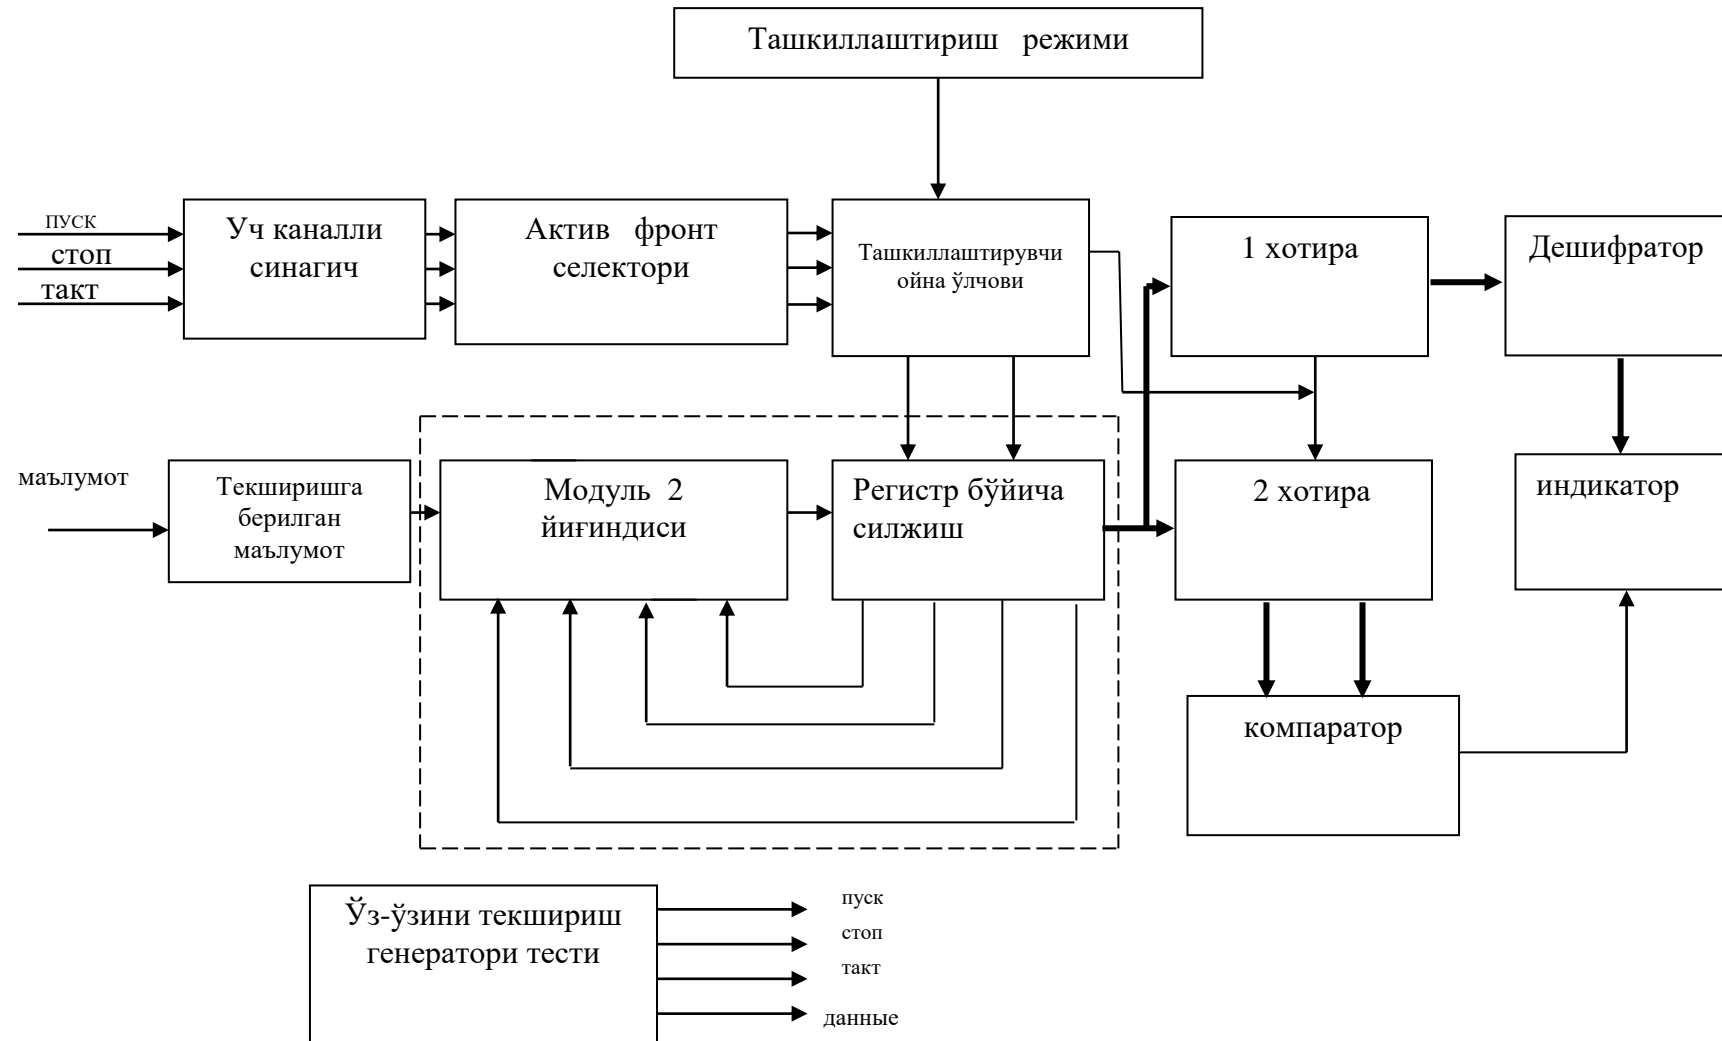 Ташкиллаштириш режими
ПУСК
стоп
такт
Уч каналли
синагич
Актив фронт
селектори
Ташкиллаштирувчи
ойна ўлчови
1 хотира
Дешифратор
маълумот
Текширишга
берилган
маълумот
Модуль 2
йиғиндиси
Регистр бўйича
силжиш
2 хотира
индикатор
компаратор
Ўз-ўзини текшириш
генератори тести
пуск
стоп
такт
данные